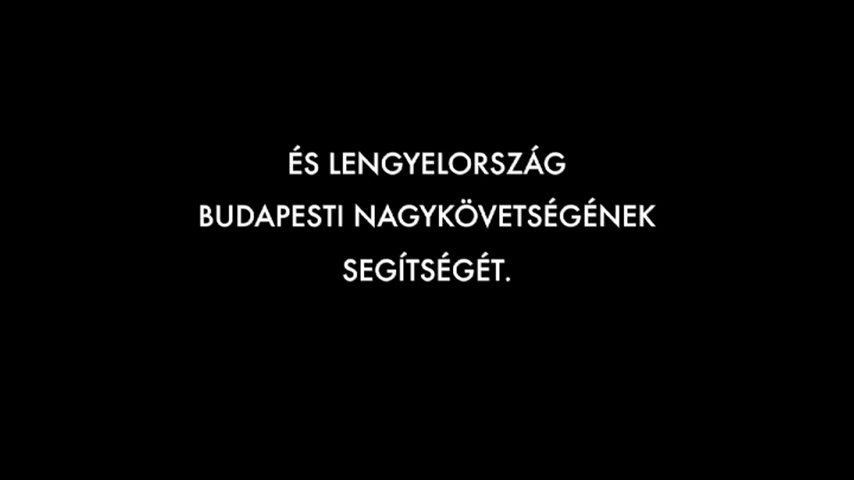 ÉS LENGYELORSZÁG
BUDAPESTI NAGYKÖVETSÉGÉNEK
SEGÍTSÉGÉT.